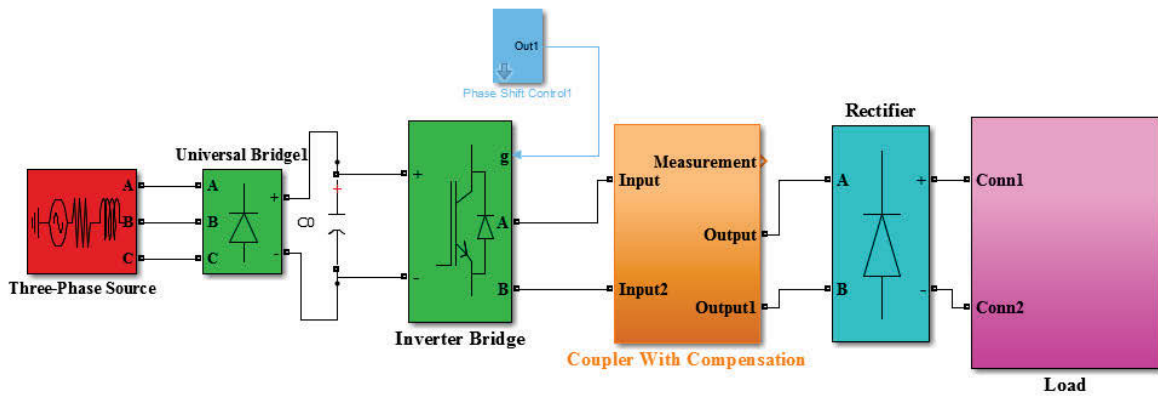 Out1
Phase Shift Control1
Rectifier
Universal Bridge1
g
Measurement
A
A
+
+
Input
A
+
Conn1
B
B
C0
A
Output
C
C
-
-
B
Input2
Output1
B
-
Conn2
Three-Phase Source
Inverter Bridge
Coupler With Compensation
Load